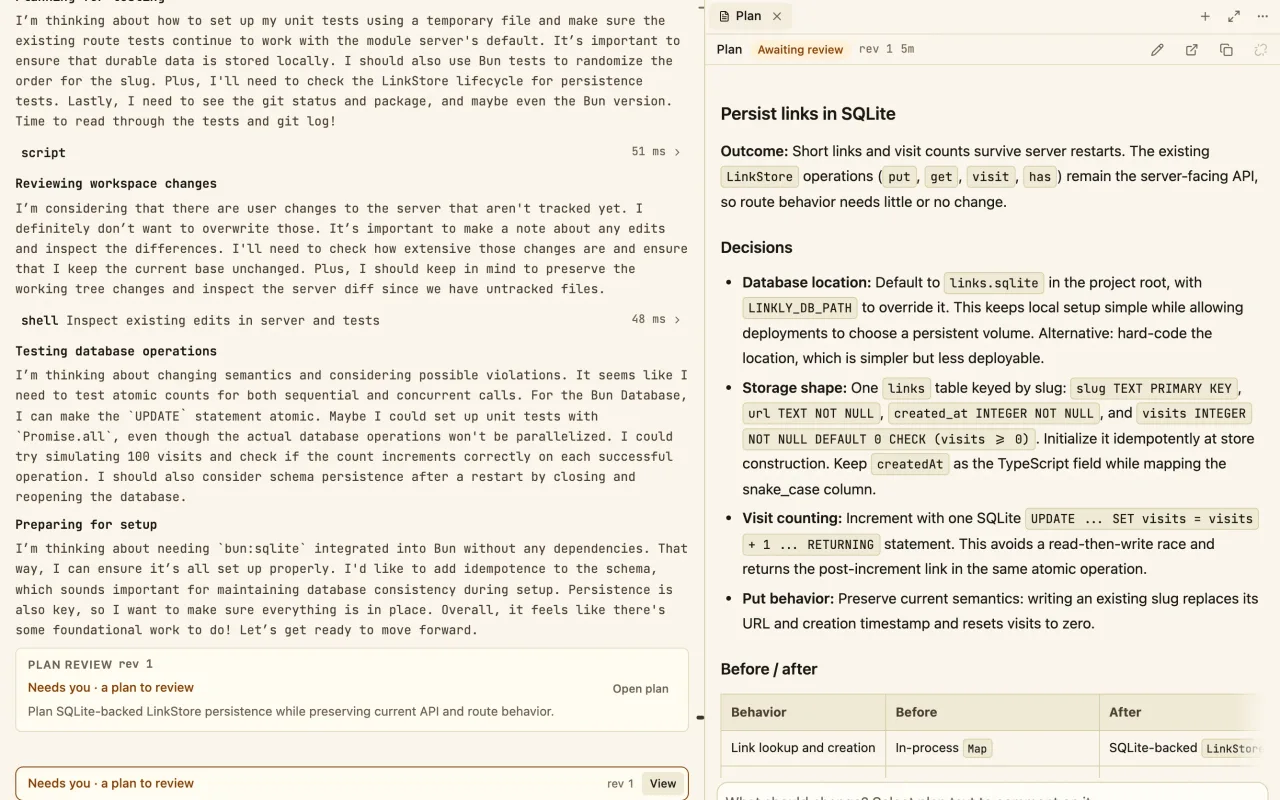 I'm thinking about how to set up my unit tests using a temporary file and make sure the
existing route tests continue to work with the module server's default. It's important to
ensure that durable data is stored locally. I should also use Bun tests to randomize the
order for the slug. Plus, I'll need to check the LinkStore lifecycle for persistence
tests. Lastly, I need to see the git status and package, and maybe even the Bun version.
Time to read through the tests and git log!
script 51 ms
Reviewing workspace changes
I'm considering that there are user changes to the server that aren't tracked yet. I
definitely don't want to overwrite those. It's important to make a note about any edits
and inspect the differences. I'll need to check how extensive those changes are and ensure
that I keep the current base unchanged. Plus, I should keep in mind to preserve the
working tree changes and inspect the server diff since we have untracked files.
shell Inspect existing edits in server and tests 48 ms
Testing database operations
I'm thinking about changing semantics and considering possible violations. It seems like I
need to test atomic counts for both sequential and concurrent calls. For the Bun Database,
I can make the `UPDATE` statement atomic. Maybe I could set up unit tests with
`Promise.all`, even though the actual database operations won't be parallelized. I could
try simulating 100 visits and check if the count increments correctly on each successful
operation. I should also consider schema persistence after a restart by closing and
reopening the database.
Preparing for setup
I'm thinking about needing `bun:sqlite` integrated into Bun without any dependencies. That
way, I can ensure it's all set up properly. I'd like to add idempotence to the schema,
which sounds important for maintaining database consistency during setup. Persistence is
also key, so I want to make sure everything is in place. Overall, it feels like there's
some foundational work to do! Let's get ready to move forward.
PLAN REVIEW rev 1
Needs you · a plan to review
Open plan
Plan SQLite-backed LinkStore persistence while preserving current API and route behavior.
Needs you · a plan to review rev 1 View
Plan
Plan Awaiting review rev 1 5m
Persist links in SQLite
Outcome: Short links and visit counts survive server restarts. The existing
LinkStore operations (put, get, visit, has) remain the server-facing API,
so route behavior needs little or no change.
Decisions
• Database location: Default to links.sqlite in the project root, with
LINKLY_DB_PATH to override it. This keeps local setup simple while allowing
deployments to choose a persistent volume. Alternative: hard-code the
location, which is simpler but less deployable.
• Storage shape: One links table keyed by slug: slug TEXT PRIMARY KEY,
url TEXT NOT NULL, created_at INTEGER NOT NULL, and visits INTEGER
NOT NULL DEFAULT 0 CHECK (visits ≥ 0). Initialize it idempotently at store
construction. Keep createdAt as the TypeScript field while mapping the
snake_case column.
• Visit counting: Increment with one SQLite UPDATE ... SET visits = visits
+ 1 ... RETURNING statement. This avoids a read-then-write race and
returns the post-increment link in the same atomic operation.
• Put behavior: Preserve current semantics: writing an existing slug replaces its
URL and creation timestamp and resets visits to zero.
Before / after
Behavior Before After
Link lookup and creation In-process Map SQLite-backed LinkStore